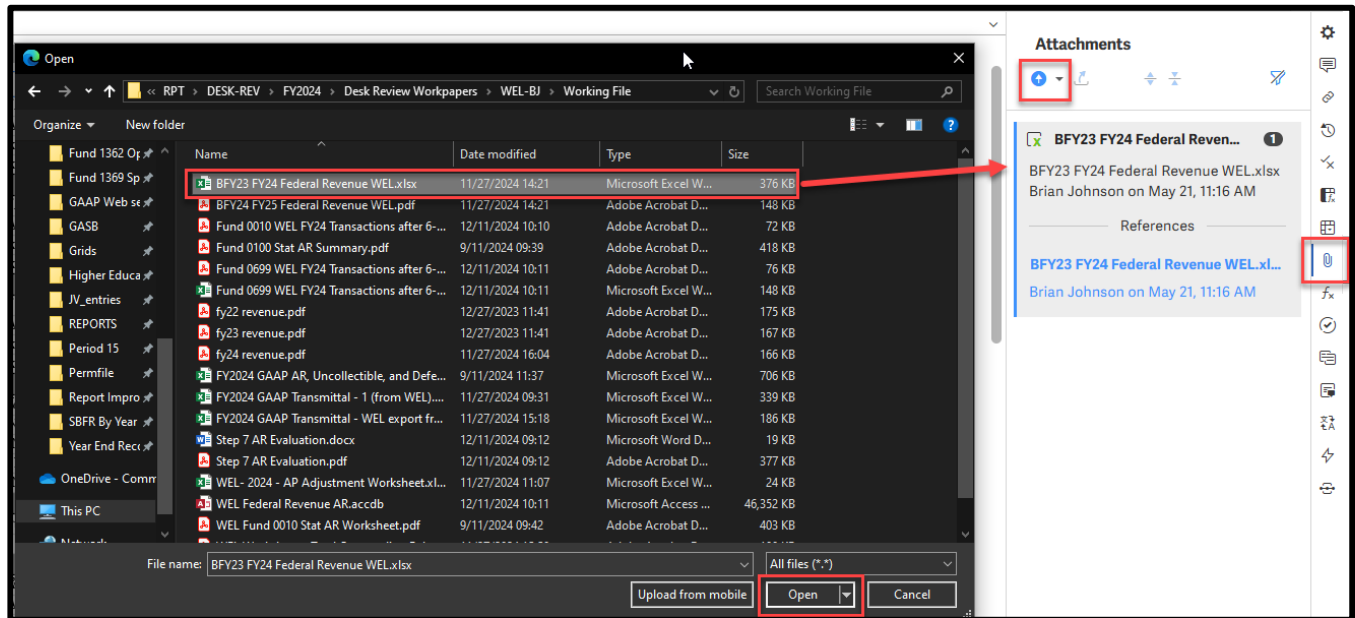 Open
« RPT > DESK-REV > FY2024 > Desk Review Workpapers > WEL-BJ > Working File
Search Working File
Organize
New folder
Fund 1362 Op
Fund 1369 Sp
GAAP Web se
GASB
Grids
Higher Educa
JV_entries
REPORTS
Period 15
Permfile
Report Impro
SBFR By Year
Year End Reco
OneDrive - Comm
This PC
Name Date modified Type Size
BFY23 FY24 Federal Revenue WEL.xlsx 11/27/2024 14:21 Microsoft Excel W... 376 KB
BFY24 FY25 Federal Revenue WEL.pdf 11/27/2024 14:21 Adobe Acrobat D... 148 KB
Fund 0010 WEL FY24 Transactions after 6-... 12/11/2024 10:10 Adobe Acrobat D... 72 KB
Fund 0100 Stat AR Summary.pdf 9/11/2024 09:39 Adobe Acrobat D... 418 KB
Fund 0699 WEL FY24 Transactions after 6-... 12/11/2024 10:11 Adobe Acrobat D... 76 KB
Fund 0699 WEL FY24 Transactions after 6-... 12/11/2024 10:11 Microsoft Excel W... 148 KB
fy22 revenue.pdf 12/27/2023 11:41 Adobe Acrobat D... 175 KB
fy23 revenue.pdf 12/27/2023 11:41 Adobe Acrobat D... 167 KB
fy24 revenue.pdf 11/27/2024 16:04 Adobe Acrobat D... 166 KB
FY2024 GAAP AR, Uncollectible, and Defe... 9/11/2024 11:37 Microsoft Excel W... 706 KB
FY2024 GAAP Transmittal - 1 (from WEL).... 11/27/2024 09:31 Microsoft Excel W... 339 KB
FY2024 GAAP Transmittal - WEL export fr... 11/27/2024 15:18 Microsoft Excel W... 186 KB
Step 7 AR Evaluation.docx 12/11/2024 09:12 Microsoft Word D... 19 KB
Step 7 AR Evaluation.pdf 12/11/2024 09:12 Adobe Acrobat D... 377 KB
WEL- 2024 - AP Adjustment Worksheet.xl... 11/27/2024 11:07 Microsoft Excel W... 24 KB
WEL Federal Revenue AR.accdb 12/11/2024 10:11 Microsoft Access ... 46,352 KB
WEL Fund 0010 Stat AR Worksheet.pdf 9/11/2024 09:42 Adobe Acrobat D... 403 KB
File name: BFY23 FY24 Federal Revenue WEL.xlsx All files (*.*)
Upload from mobile Open Cancel
Attachments
BFY23 FY24 Federal Reven... 1
BFY23 FY24 Federal Revenue WEL.xlsx
Brian Johnson on May 21, 11:16 AM
References
BFY23 FY24 Federal Revenue WEL.xl...
Brian Johnson on May 21, 11:16 AM